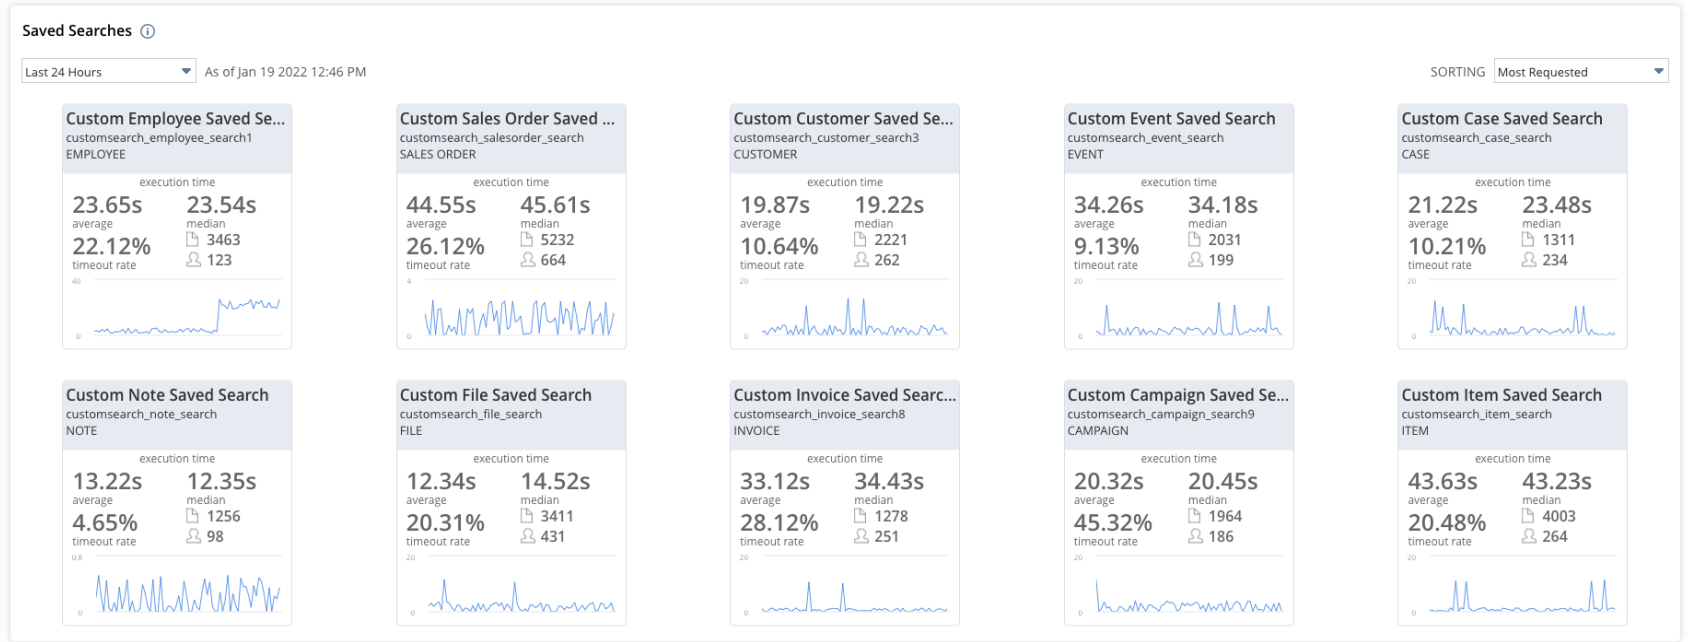 Saved Searches
Last 24 Hours
As of Jan 19 2022 12:46 PM
SORTING
Most Requested
Custom Employee Saved Se...
customsearch_employee_search1
EMPLOYEE
execution time
23.65s 23.54s
average median
22.12% 3463
timeout rate 123
40
0
Custom Sales Order Saved ...
customsearch_salesorder_search
SALES ORDER
execution time
44.55s 45.61s
average median
26.12% 5232
timeout rate 664
4
0
Custom Customer Saved Se...
customsearch_customer_search3
CUSTOMER
execution time
19.87s 19.22s
average median
10.64% 2221
timeout rate 262
20
0
Custom Event Saved Search
customsearch_event_search
EVENT
execution time
34.26s 34.18s
average median
9.13% 2031
timeout rate 199
20
0
Custom Case Saved Search
customsearch_case_search
CASE
execution time
21.22s 23.48s
average median
10.21% 1311
timeout rate 234
20
0
Custom Note Saved Search
customsearch_note_search
NOTE
execution time
13.22s 12.35s
average median
4.65% 1256
timeout rate 98
0.8
0
Custom File Saved Search
customsearch_file_search
FILE
execution time
12.34s 14.52s
average median
20.31% 3411
timeout rate 431
20
0
Custom Invoice Saved Searc...
customsearch_invoice_search8
INVOICE
execution time
33.12s 34.43s
average median
28.12% 1278
timeout rate 251
20
0
Custom Campaign Saved Se...
customsearch_campaign_search9
CAMPAIGN
execution time
20.32s 20.45s
average median
45.32% 1964
timeout rate 186
20
0
Custom Item Saved Search
customsearch_item_search
ITEM
execution time
43.63s 43.23s
average median
20.48% 4003
timeout rate 264
20
0